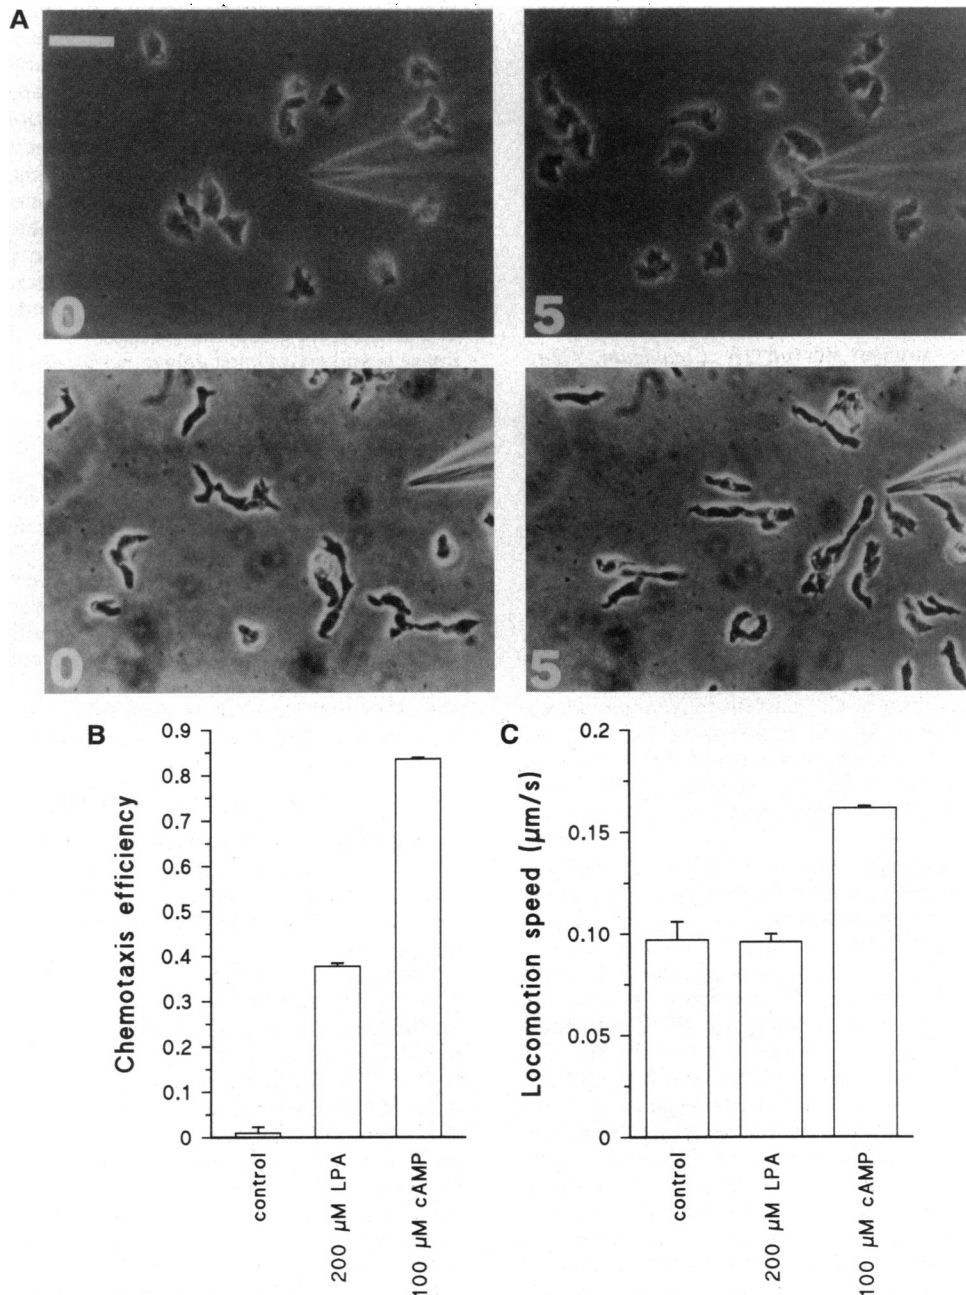 A
0
5
0
5
B
Chemotaxis efficiency
0.9
0.8
0.7
0.6
0.5
0.4
0.3
0.2
0.1
0
control
200 µM LPA
100 µM cAMP
C
Locomotion speed (µm/s)
0.2
0.15
0.10
0.05
0
control
200 µM LPA
100 µM cAMP